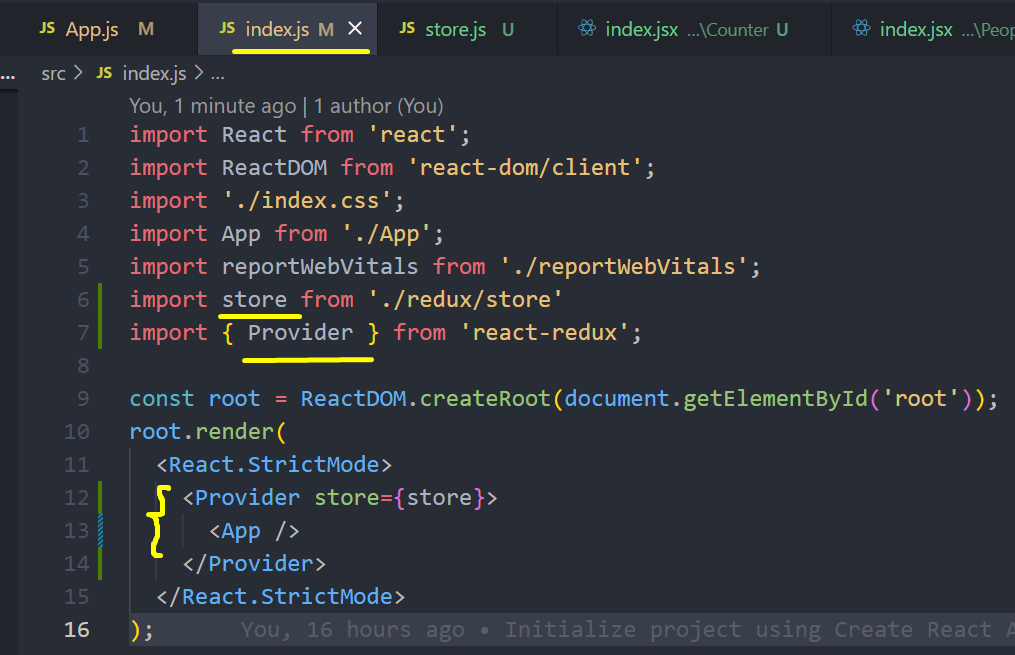 JS App.js M JS index.js M × JS store.js U index.jsx ...\Counter U index.jsx ...\Peop
... src > JS index.js > ...
You, 1 minute ago | 1 author (You)
1 import React from 'react';
2 import ReactDOM from 'react-dom/client';
3 import './index.css';
4 import App from './App';
5 import reportWebVitals from './reportWebVitals';
6 import store from './redux/store'
7 import { Provider } from 'react-redux';
8
9 const root = ReactDOM.createRoot(document.getElementById('root'));
10 root.render(
11 <React.StrictMode>
12 <Provider store={store}>
13 <App />
14 </Provider>
15 </React.StrictMode>
16 ); You, 16 hours ago • Initialize project using Create React A